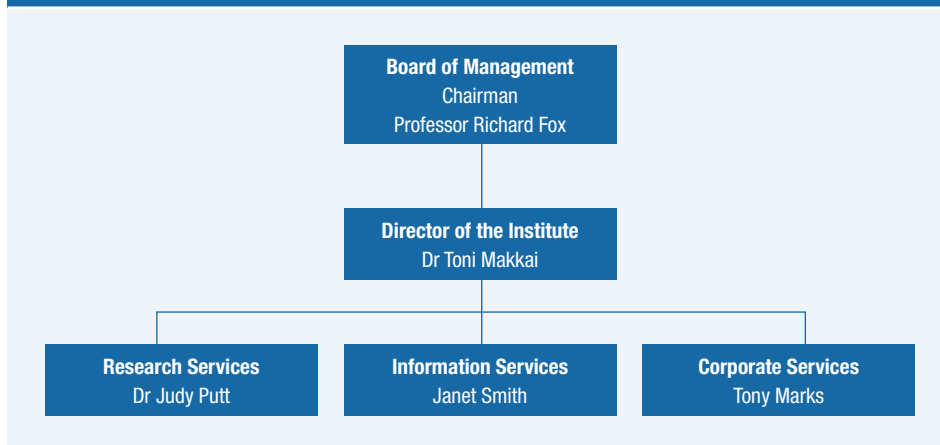 Board of Management
Chairman
Professor Richard Fox
Director of the Institute
Dr Toni Makkai
Research Services
Dr Judy Putt
Information Services
Janet Smith
Corporate Services
Tony Marks